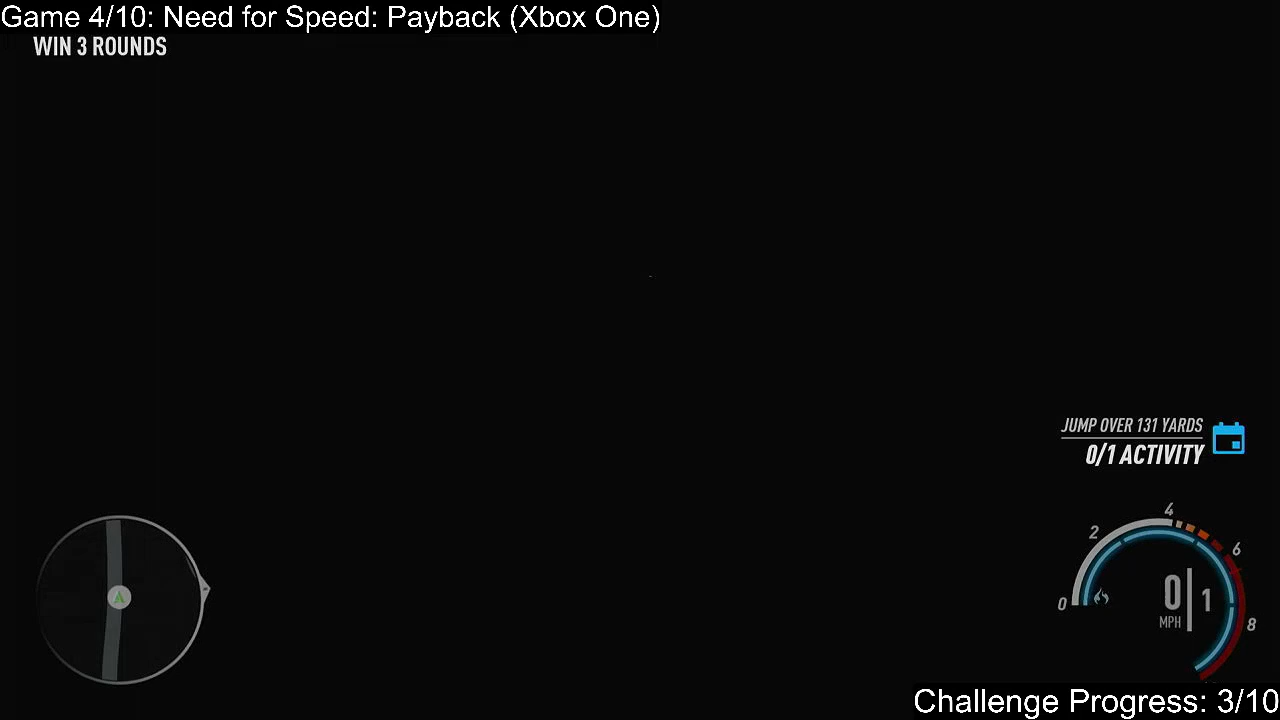 Game 4/10: Need for Speed: Payback (Xbox One)
WIN 3 ROUNDS
JUMP OVER 131 YARDS
0/1 ACTIVITY
4
2
6
0
0
1
MPH
8
Challenge Progress: 3/10